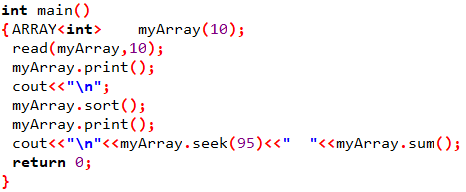 int main()
{ARRAY<int>    myArray(10);
 read(myArray,10);
 myArray.print();
 cout<<"\n";
 myArray.sort();
 myArray.print();
 cout<<"\n"<<myArray.seek(95)<<"  "<<myArray.sum();
 return 0;
}